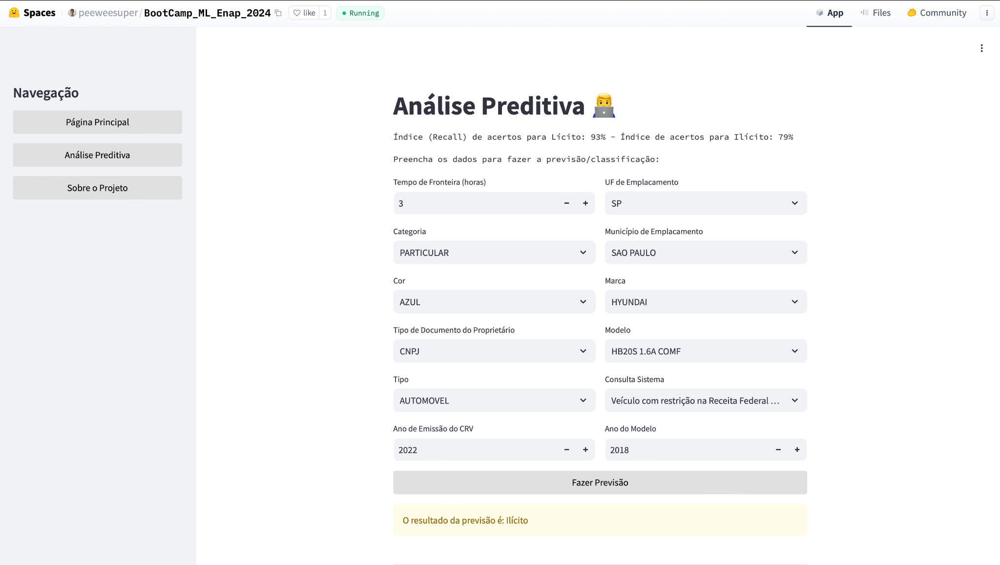 Spaces peeweesuper/BootCamp_ML_Enap_2024 like 1 Running App Files Community
Navegação
Página Principal
Análise Preditiva
Sobre o Projeto
Análise Preditiva
Índice (Recall) de acertos para Lícito: 93% - Índice de acertos para Ilícito: 79%
Preencha os dados para fazer a previsão/classificação:
Tempo de Fronteira (horas) UF de Emplacamento
3 SP
Categoria Município de Emplacamento
PARTICULAR SAO PAULO
Cor Marca
AZUL HYUNDAI
Tipo de Documento do Proprietário Modelo
CNPJ HB20S 1.6A COMF
Tipo Consulta Sistema
AUTOMOVEL Veículo com restrição na Receita Federal …
Ano de Emissão do CRV Ano do Modelo
2022 2018
Fazer Previsão
O resultado da previsão é: Ilícito